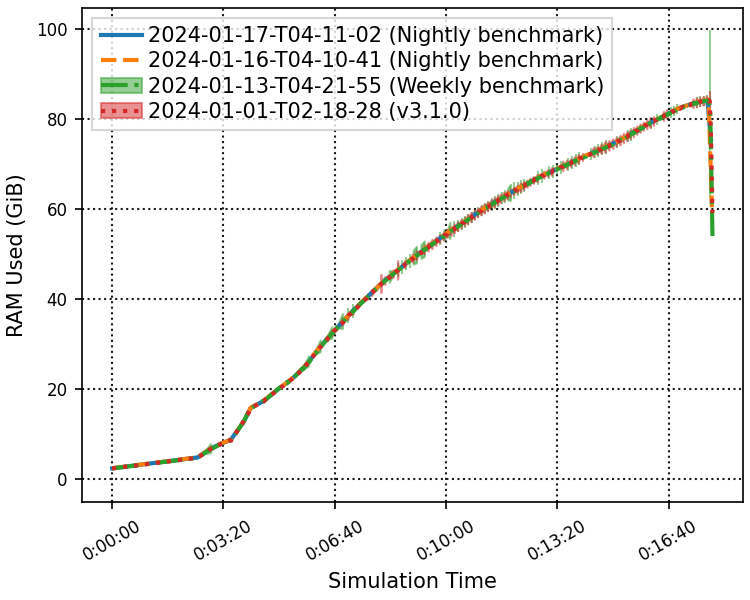 100
80
60
40
20
0
RAM Used (GiB)
2024-01-17-T04-11-02 (Nightly benchmark)
2024-01-16-T04-10-41 (Nightly benchmark)
2024-01-13-T04-21-55 (Weekly benchmark)
2024-01-01-T02-18-28 (v3.1.0)
0:00:00
0:03:20
0:06:40
0:10:00
0:13:20
0:16:40
Simulation Time